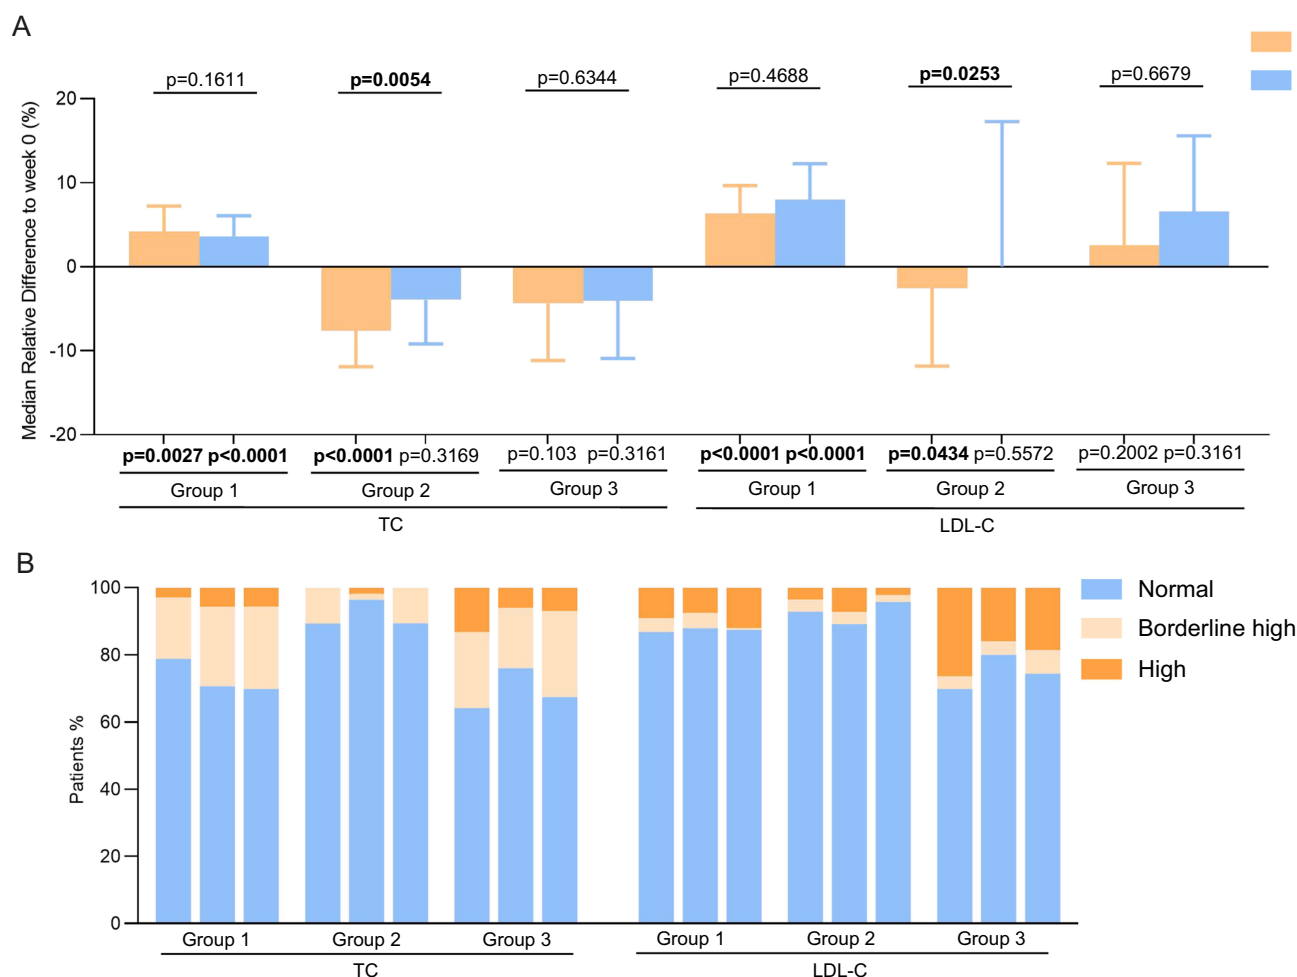 A
p=0.1611 p=0.0054 p=0.6344 p=0.4688 p=0.0253 p=0.6679
Median Relative Difference to week 0 (%)
20
10
0
-10
-20
p=0.0027 p<0.0001 p<0.0001 p=0.3169 p=0.103 p=0.3161 p<0.0001 p<0.0001 p=0.0434 p=0.5572 p=0.2002 p=0.3161
Group 1 Group 2 Group 3 Group 1 Group 2 Group 3
TC LDL-C
B
Patients %
100
80
60
40
20
0
Normal
Borderline high
High
Group 1 Group 2 Group 3 Group 1 Group 2 Group 3
TC LDL-C